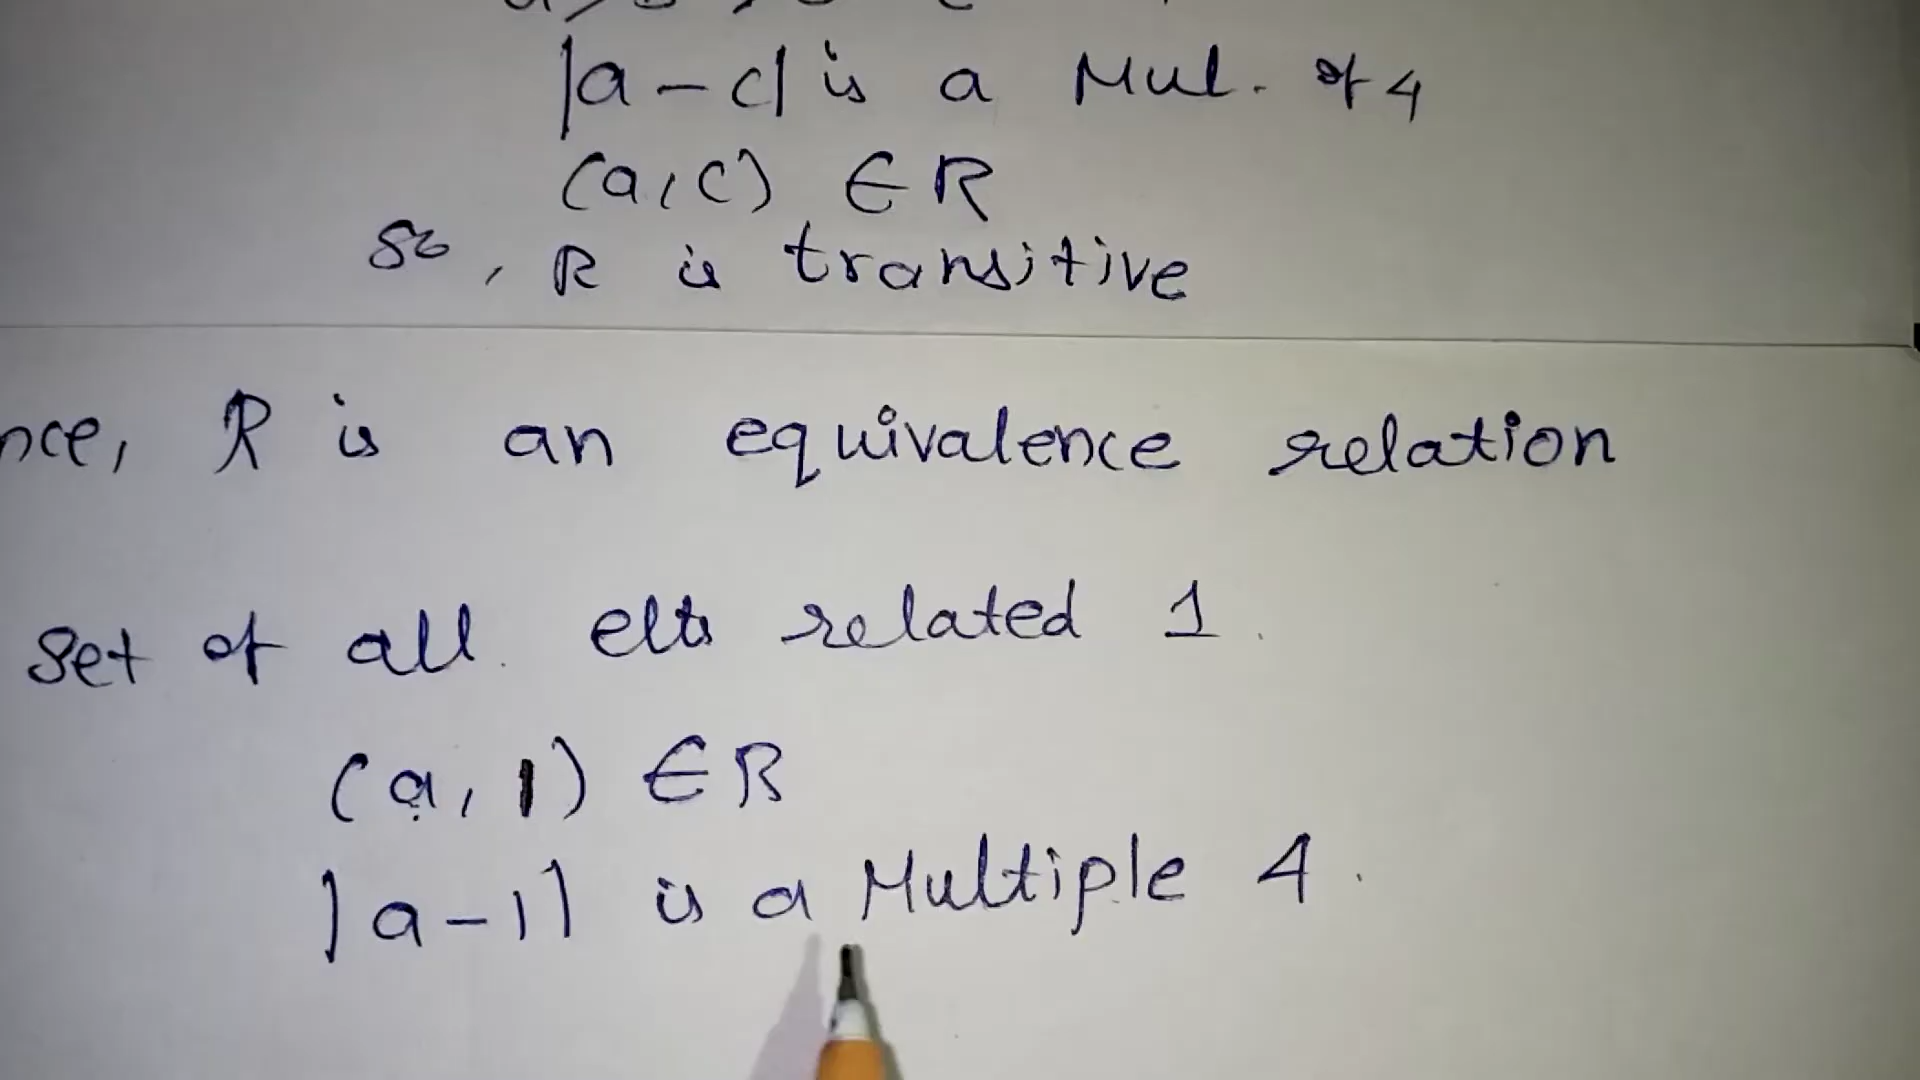 |a - c| is a Mul. of 4
(a, c) ∈ R
so, R is transitive
nce, R is an equivalence relation
Set of all elts related 1.
(a, 1) ∈ R
|a - 1| is a Multiple 4.